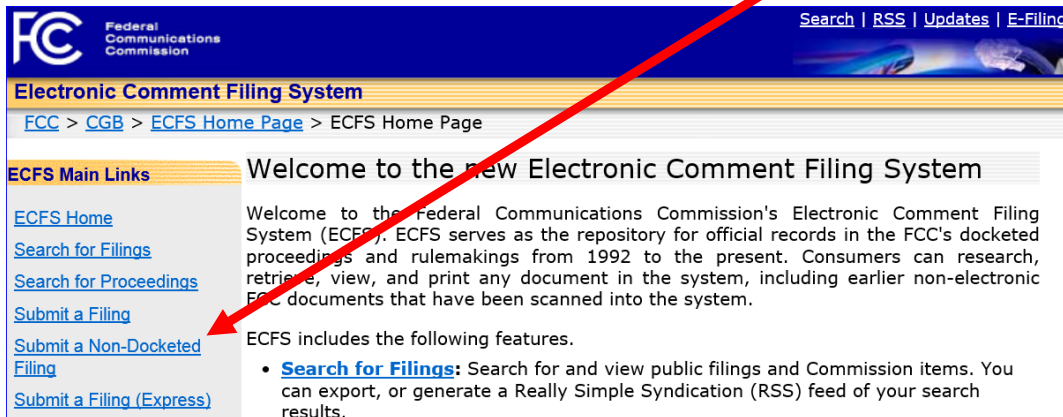 FCC Federal Communications Commission
Search | RSS | Updates | E-Filing
Electronic Comment Filing System
FCC > CGB > ECFS Home Page > ECFS Home Page
ECFS Main Links
ECFS Home
Search for Filings
Search for Proceedings
Submit a Filing
Submit a Non-Docketed
Filing
Submit a Filing (Express)
Welcome to the new Electronic Comment Filing System
Welcome to the Federal Communications Commission's Electronic Comment Filing
System (ECFS). ECFS serves as the repository for official records in the FCC's docketed
proceedings and rulemakings from 1992 to the present. Consumers can research,
retrieve, view, and print any document in the system, including earlier non-electronic
FCC documents that have been scanned into the system.
ECFS includes the following features.
• Search for Filings: Search for and view public filings and Commission items. You
can export, or generate a Really Simple Syndication (RSS) feed of your search
results.